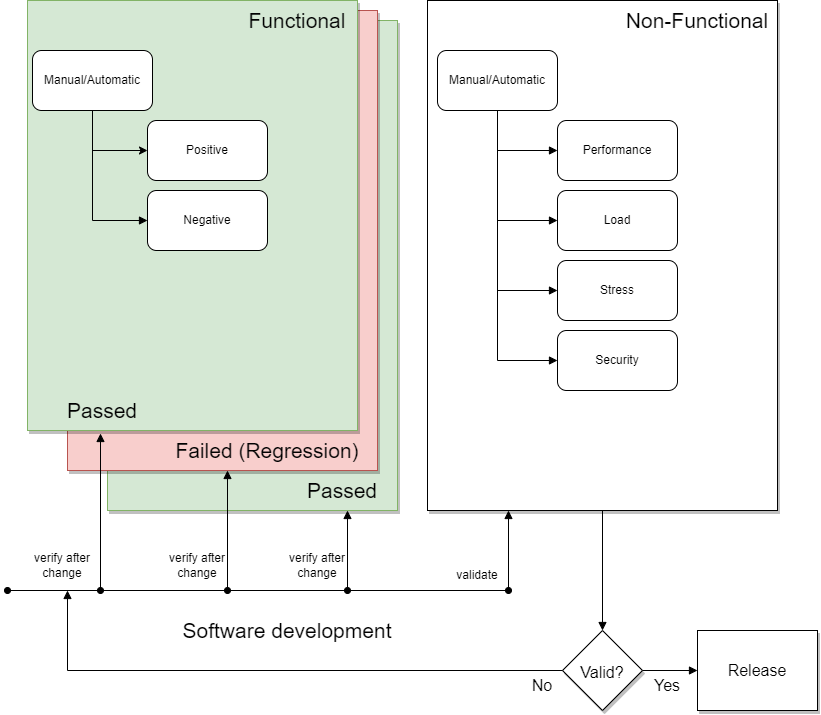 Functional
Manual/Automatic
Positive
Negative
Passed
Failed (Regression)
Passed
Non-Functional
Manual/Automatic
Performance
Load
Stress
Security
verify after
change
verify after
change
verify after
change
validate
Software development
Valid?
No
Yes
Release